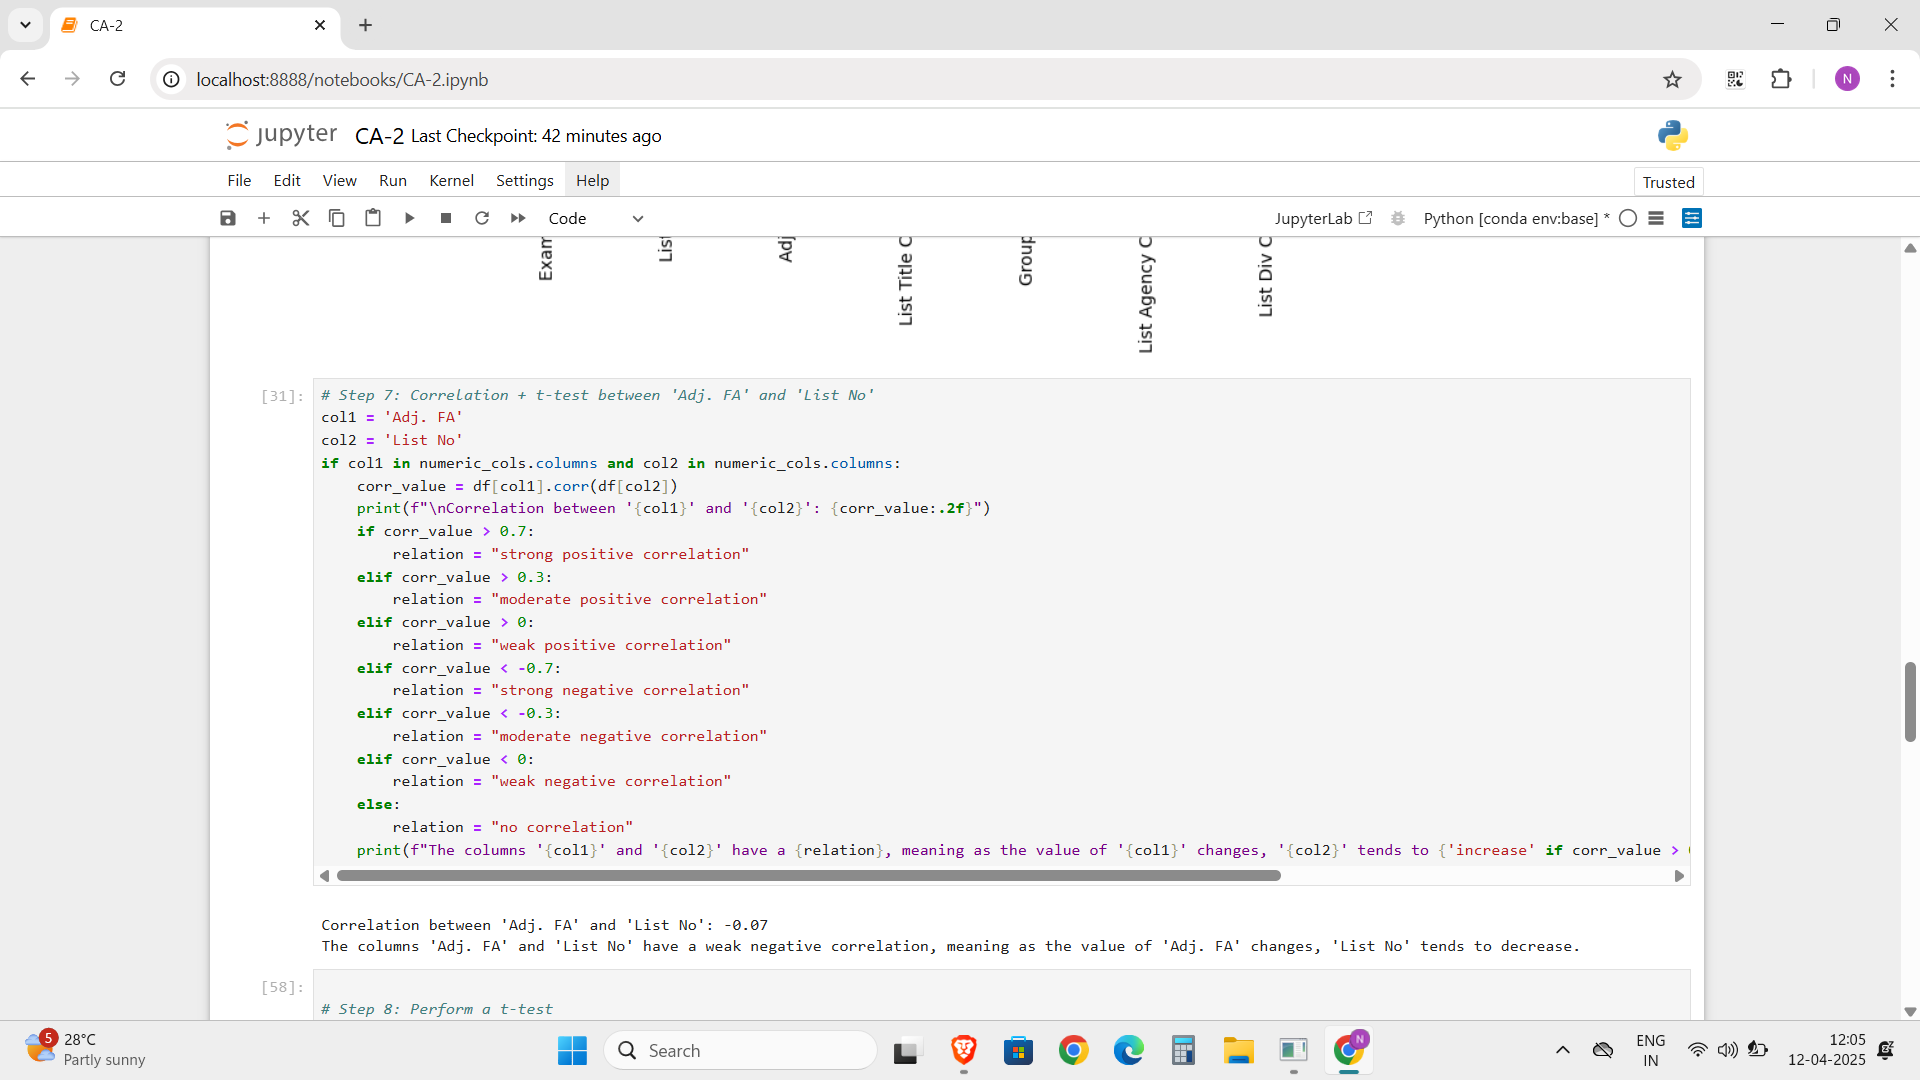 CA-2
localhost:8888/notebooks/CA-2.ipynb
N
jupyter CA-2 Last Checkpoint: 42 minutes ago
File Edit View Run Kernel Settings Help
Trusted
Code
JupyterLab
Python [conda env:base] *
List Title C
List Agency C
List Div C
[31]:
# Step 7: Correlation + t-test between 'Adj. FA' and 'List No'
col1 = 'Adj. FA'
col2 = 'List No'
if col1 in numeric_cols.columns and col2 in numeric_cols.columns:
    corr_value = df[col1].corr(df[col2])
    print(f"\nCorrelation between '{col1}' and '{col2}': {corr_value:.2f}")
    if corr_value > 0.7:
        relation = "strong positive correlation"
    elif corr_value > 0.3:
        relation = "moderate positive correlation"
    elif corr_value > 0:
        relation = "weak positive correlation"
    elif corr_value < -0.7:
        relation = "strong negative correlation"
    elif corr_value < -0.3:
        relation = "moderate negative correlation"
    elif corr_value < 0:
        relation = "weak negative correlation"
    else:
        relation = "no correlation"
    print(f"The columns '{col1}' and '{col2}' have a {relation}, meaning as the value of '{col1}' changes, '{col2}' tends to {'increase' if corr_value >
Correlation between 'Adj. FA' and 'List No': -0.07
The columns 'Adj. FA' and 'List No' have a weak negative correlation, meaning as the value of 'Adj. FA' changes, 'List No' tends to decrease.
[58]:
# Step 8: Perform a t-test
5
28°C
Partly sunny
Search
N
ENG
IN
12:05
12-04-2025